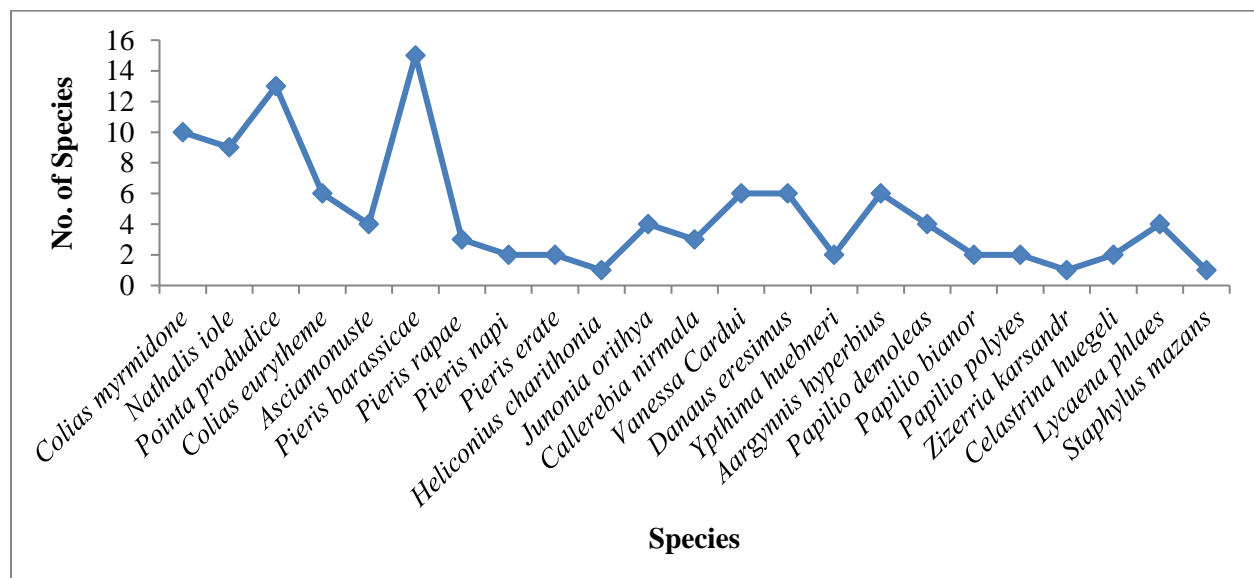 16
14
12
10
8
6
4
2
0
No. of Species
Colias myrmidone
Nathalis iole
Pointa produdice
Colias eurytheme
Asciamonuste
Pieris barassicae
Pieris rapae
Pieris napi
Pieris erate
Heliconius charithonia
Junonia orithya
Callerebia nirmala
Vanessa Cardui
Danaus eresimus
Ypthima huebneri
Aargynnis hyperbius
Papilio demoleas
Papilio bianor
Papilio polytes
Zizerria karsandr
Celastrina huegeli
Lycaena phlaes
Staphylus mazans
Species